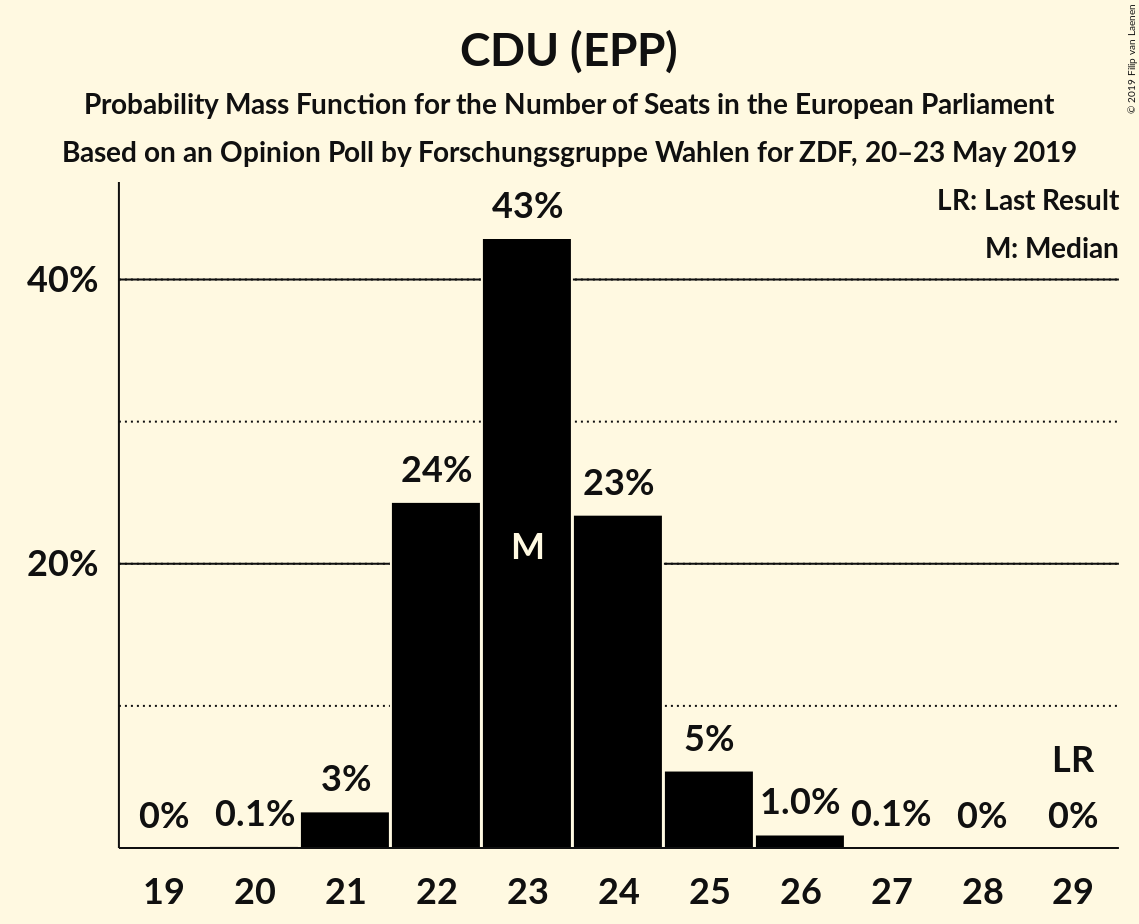 CDU (EPP)
Probability Mass Function for the Number of Seats in the European Parliament
Based on an Opinion Poll by Forschungsgruppe Wahlen for ZDF, 20–23 May 2019
© 2019 Filip van Laenen
LR: Last Result
M: Median
40%
20%
0%
0.1%
3%
24%
43%
M
23%
5%
1.0%
0.1%
0%
LR
0%
19 20 21 22 23 24 25 26 27 28 29